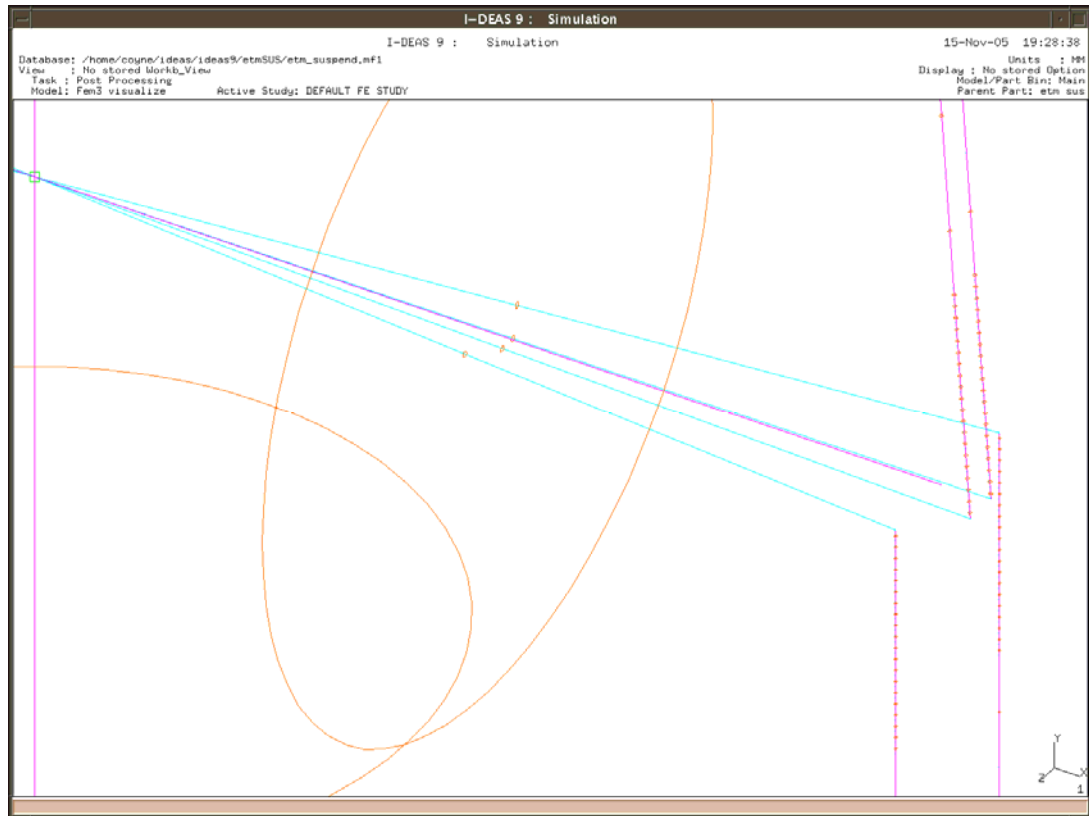 I-DEAS 9 :   Simulation
I-DEAS 9 :    Simulation    15-Nov-05  19:28:38
Database: /home/coyne/ideas/ideas9/etmSUS/etm_suspend.mf1    Units   : MM
View    : No stored Workb_View    Display : No stored Option
Task : Post Processing    Model/Part Bin: Main
Model: Fem3 visualize    Active Study: DEFAULT FE STUDY    Parent Part: etm sus
Y
Z X
1